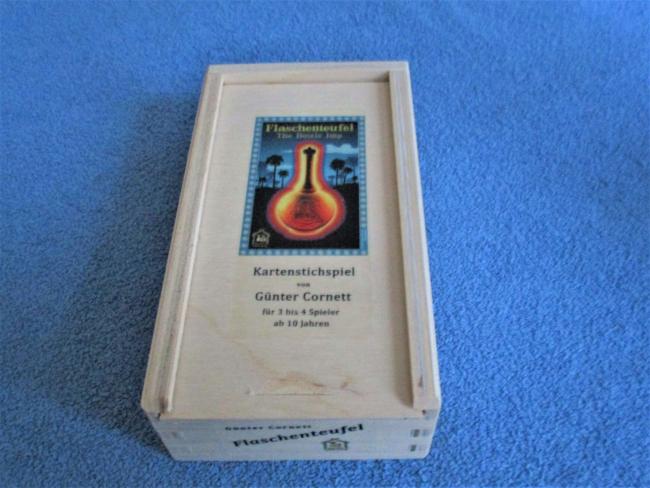 Flaschenteufel
The Bottle Imp
Kartenstichspiel
von
Günter Cornett
für 3 bis 4 Spieler
ab 10 Jahren
Günter Cornett
Flaschenteufel